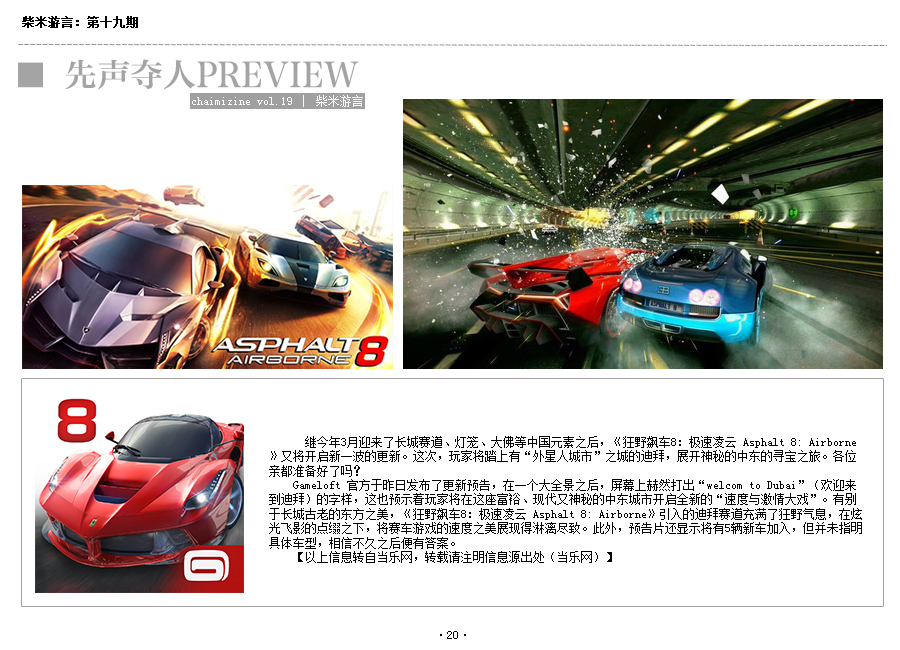 柴米游言：第十九期
先声夺人PREVIEW
chaimizine vol.19 | 柴米游言
ASPHALT 8
AIRBORNE
8
继今年3月迎来了长城赛道、灯笼、大佛等中国元素之后，《狂野飙车8：极速凌云 Asphalt 8: Airborne
》又将开启新一波的更新。这次，玩家将踏上有“外星人城市”之城的迪拜，展开神秘的中东的寻宝之旅。各位
亲都准备好了吗？
Gameloft 官方于昨日发布了更新预告，在一个大全景之后，屏幕上赫然打出“welcom to Dubai”（欢迎来
到迪拜）的字样，这也预示着玩家将在这座富裕、现代又神秘的中东城市开启全新的“速度与激情大戏”。有别
于长城古老的东方之美，《狂野飙车8：极速凌云 Asphalt 8: Airborne》引入的迪拜赛道充满了狂野气息，在炫
光飞影的点缀之下，将赛车游戏的速度之美展现得淋漓尽致。此外，预告片还显示将有5辆新车加入，但并未指明
具体车型，相信不久之后便有答案。
【以上信息转自当乐网，转载请注明信息源出处（当乐网）】
·20·